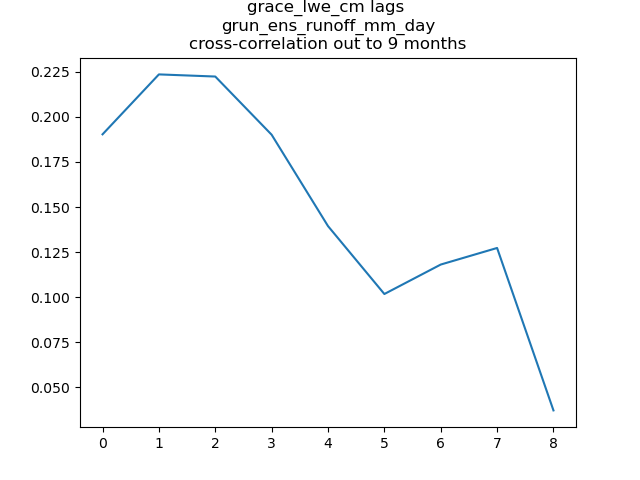 grace_lwe_cm lags
grun_ens_runoff_mm_day
cross-correlation out to 9 months
0.225
0.200
0.175
0.150
0.125
0.100
0.075
0.050
0 1 2 3 4 5 6 7 8